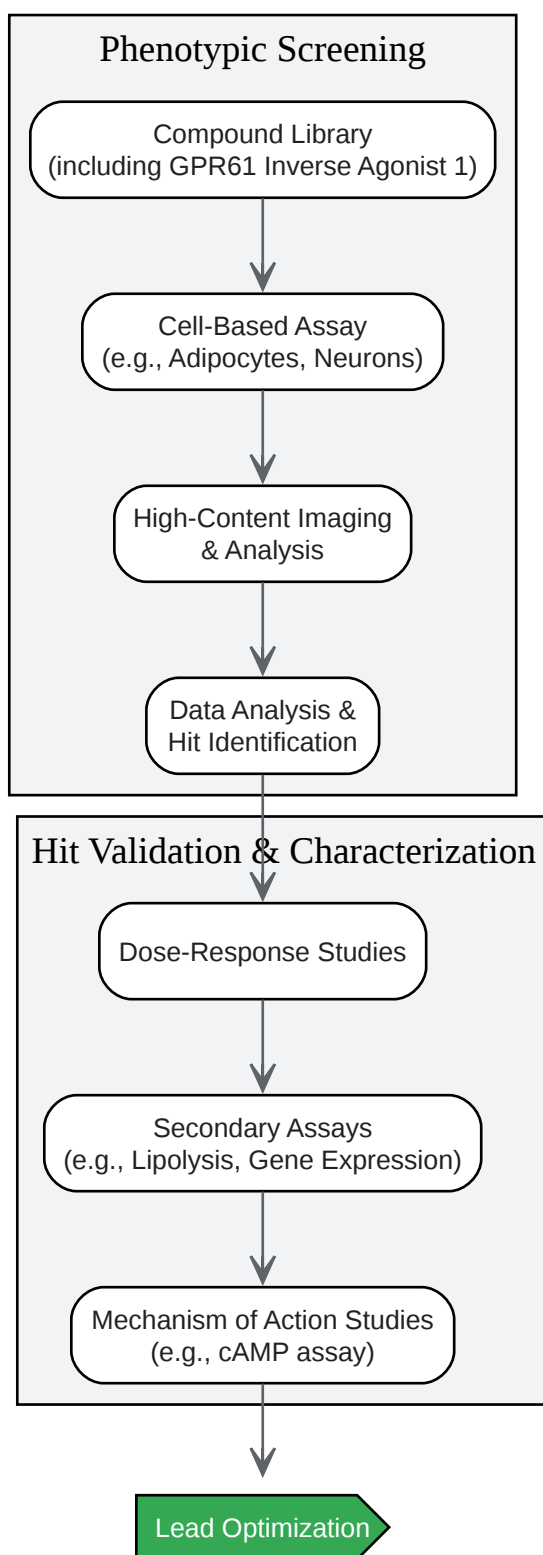 Phenotypic Screening
Compound Library
(including GPR61 Inverse Agonist 1)
Cell-Based Assay
(e.g., Adipocytes, Neurons)
High-Content Imaging
& Analysis
Data Analysis &
Hit Identification
Hit Validation & Characterization
Dose-Response Studies
Secondary Assays
(e.g., Lipolysis, Gene Expression)
Mechanism of Action Studies
(e.g., cAMP assay)
Lead Optimization